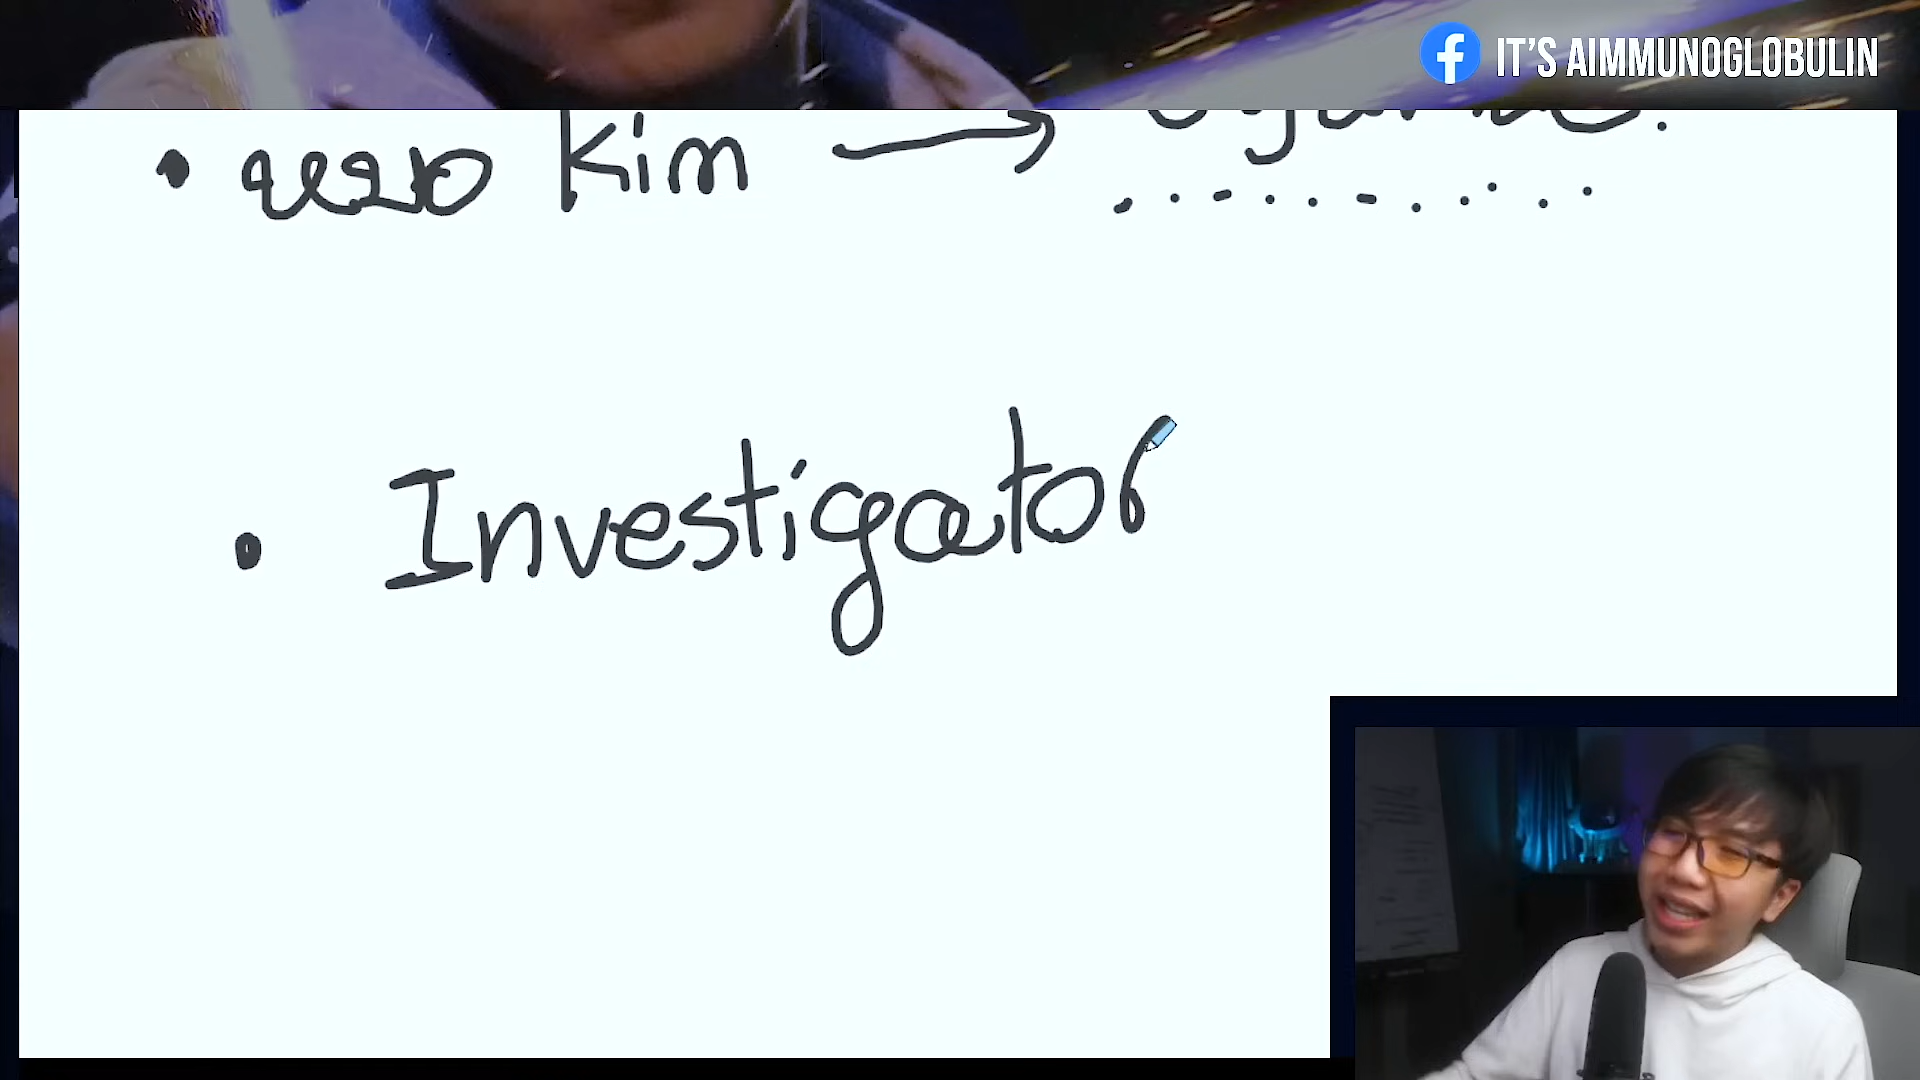 IT'S AIMMUNOGLOBULIN
• Kim →
• Investigator